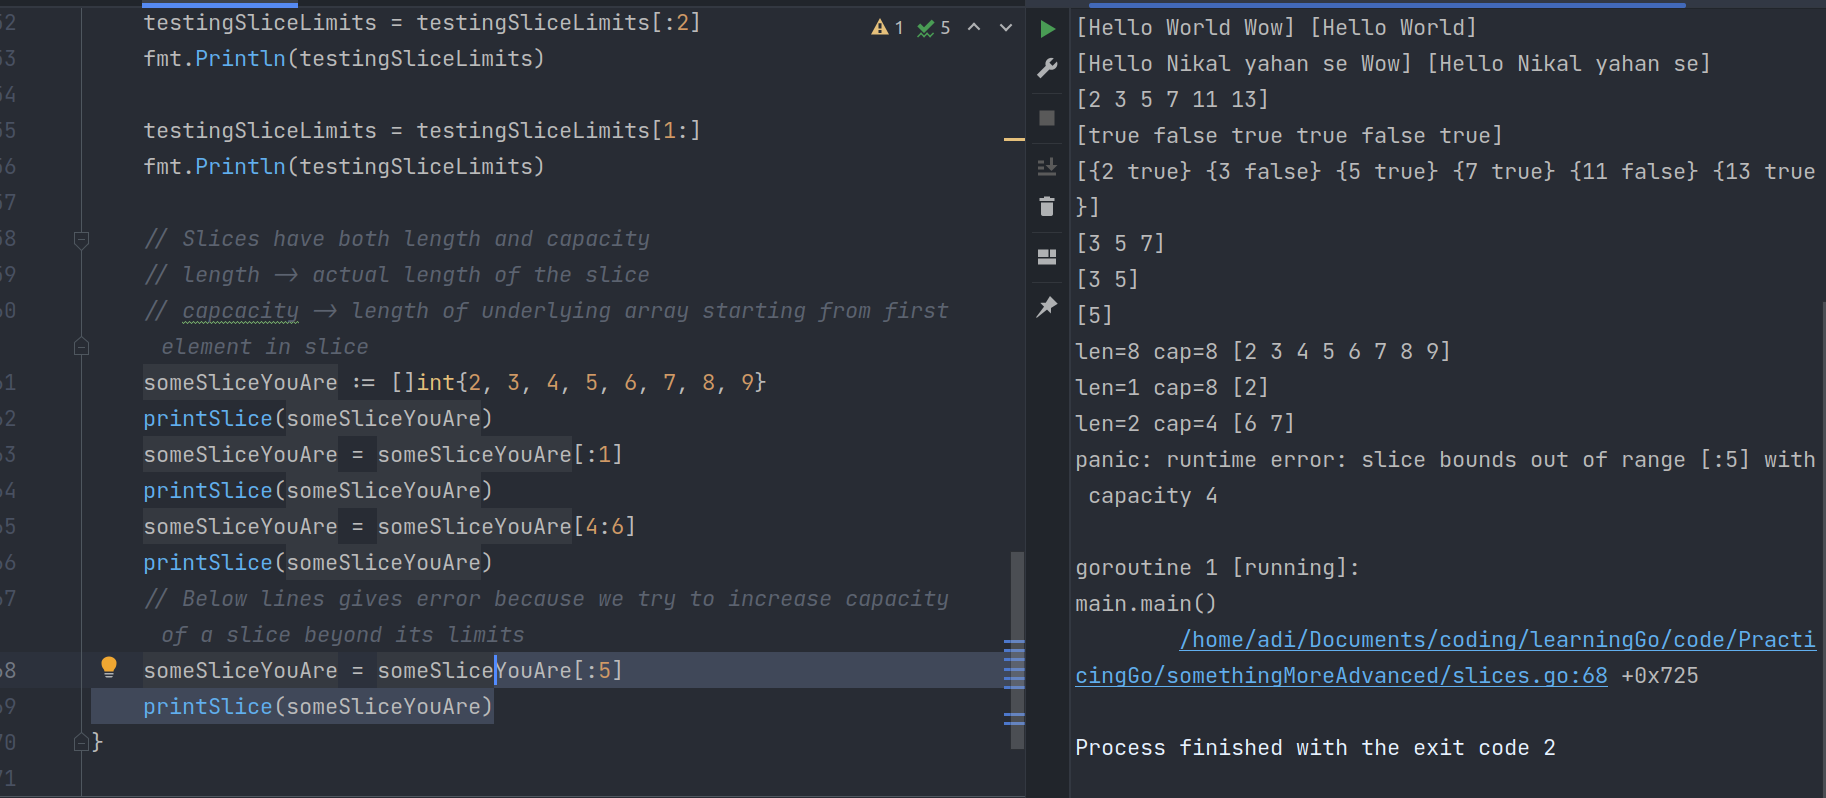 52 testingSliceLimits = testingSliceLimits[:2]
53 fmt.Println(testingSliceLimits)
54
55 testingSliceLimits = testingSliceLimits[1:]
56 fmt.Println(testingSliceLimits)
57
58 // Slices have both length and capacity
59 // length -> actual length of the slice
60 // capcacity -> length of underlying array starting from first
element in slice
61 someSliceYouAre := []int{2, 3, 4, 5, 6, 7, 8, 9}
62 printSlice(someSliceYouAre)
63 someSliceYouAre = someSliceYouAre[:1]
64 printSlice(someSliceYouAre)
65 someSliceYouAre = someSliceYouAre[4:6]
66 printSlice(someSliceYouAre)
67 // Below lines gives error because we try to increase capacity
of a slice beyond its limits
68 someSliceYouAre = someSliceYouAre[:5]
69 printSlice(someSliceYouAre)
70 }
71
1 5
[Hello World Wow] [Hello World]
[Hello Nikal yahan se Wow] [Hello Nikal yahan se]
[2 3 5 7 11 13]
[true false true true false true]
[{2 true} {3 false} {5 true} {7 true} {11 false} {13 true
}]
[3 5 7]
[3 5]
[5]
len=8 cap=8 [2 3 4 5 6 7 8 9]
len=1 cap=8 [2]
len=2 cap=4 [6 7]
panic: runtime error: slice bounds out of range [:5] with
capacity 4
goroutine 1 [running]:
main.main()
/home/adi/Documents/coding/learningGo/code/Practi
cingGo/somethingMoreAdvanced/slices.go:68 +0x725
Process finished with the exit code 2